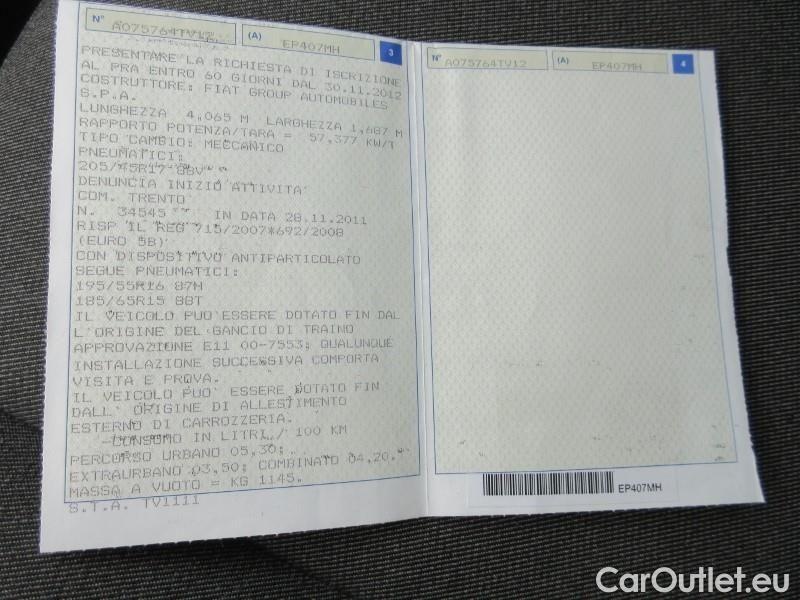 N° A075764TV12 (A) EP407MH 3
PRESENTARE LA RICHIESTA DI ISCRIZIONE
AL PRA ENTRO 60 GIORNI DAL 30.11.2012
COSTRUTTORE: FIAT GROUP AUTOMOBILES
S.P.A.
LUNGHEZZA 4,065 M LARGHEZZA 1,687 M
RAPPORTO POTENZA/TARA = 57,377 KW/T
TIPO CAMBIO: MECCANICO
PNEUMATICI:
205/45R17 88V
DENUNCIA INIZIO ATTIVITA'
COM. TRENTO
N. 34545 IN DATA 28.11.2011
RISP IL REG 715/2007*692/2008
(EURO 5B)
CON DISPOSITIVO ANTIPARTICOLATO
SEGUE PNEUMATICI:
195/55R16 87H
185/65R15 88T
IL VEICOLO PUO' ESSERE DOTATO FIN DAL
L'ORIGINE DEL GANCIO DI TRAINO
APPROVAZIONE E11 00-7553; QUALUNQUE
INSTALLAZIONE SUCCESSIVA COMPORTA
VISITA E PROVA.
IL VEICOLO PUO' ESSERE DOTATO FIN
DALL' ORIGINE DI ALLESTIMENTO
ESTERNO DI CARROZZERIA.
-CONSUMO IN LITRI / 100 KM
PERCORSO URBANO 05,30;
EXTRAURBANO 03,50; COMBINATO 04,20.
MASSA A VUOTO = KG 1145.
S.T.A. TV1111
N° A075764TV12 (A) EP407MH 4
EP407MH
CarOutlet.eu